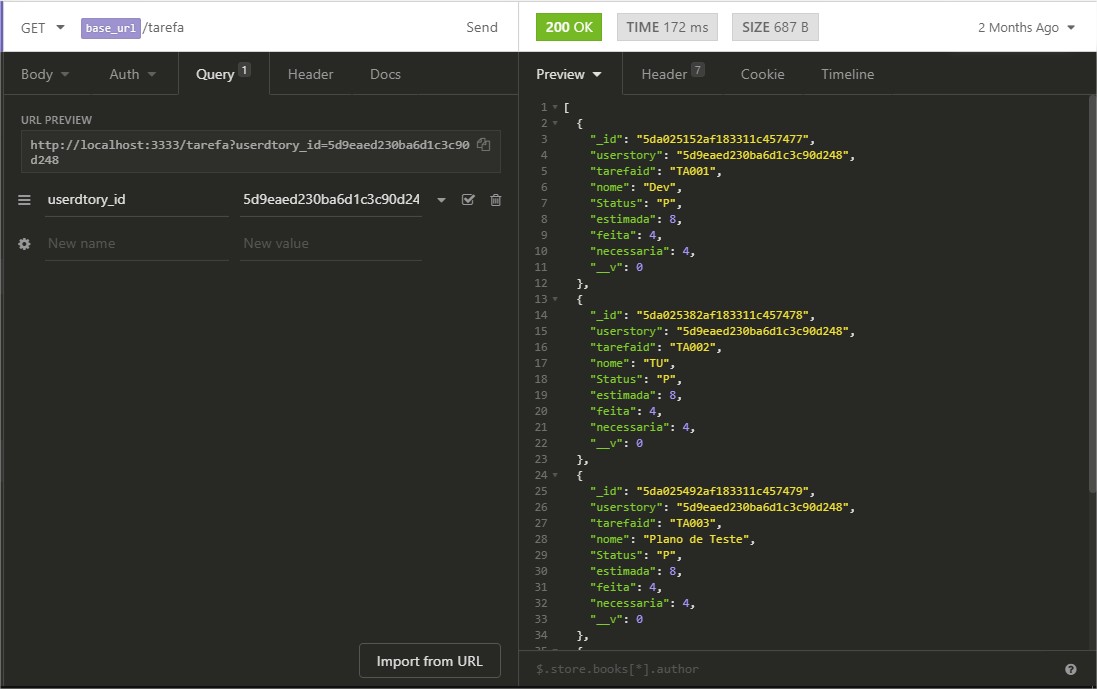 GET base_url /tarefa Send
200 OK TIME 172 ms SIZE 687 B 2 Months Ago
Body Auth Query 1 Header Docs
URL PREVIEW
http://localhost:3333/tarefa?userdtory_id=5d9eaed230ba6d1c3c90
d248
userdtory_id 5d9eaed230ba6d1c3c90d24
New name New value
Import from URL
Preview Header 7 Cookie Timeline
1 [
2 {
3 "_id": "5da025152af183311c457477",
4 "userstory": "5d9eaed230ba6d1c3c90d248",
5 "tarefaid": "TA001",
6 "nome": "Dev",
7 "Status": "P",
8 "estimada": 8,
9 "feita": 4,
10 "necessaria": 4,
11 "__v": 0
12 },
13 {
14 "_id": "5da025382af183311c457478",
15 "userstory": "5d9eaed230ba6d1c3c90d248",
16 "tarefaid": "TA002",
17 "nome": "TU",
18 "Status": "P",
19 "estimada": 8,
20 "feita": 4,
21 "necessaria": 4,
22 "__v": 0
23 },
24 {
25 "_id": "5da025492af183311c457479",
26 "userstory": "5d9eaed230ba6d1c3c90d248",
27 "tarefaid": "TA003",
28 "nome": "Plano de Teste",
29 "Status": "P",
30 "estimada": 8,
31 "feita": 4,
32 "necessaria": 4,
33 "__v": 0
34 },
35 {
$.store.books[*].author